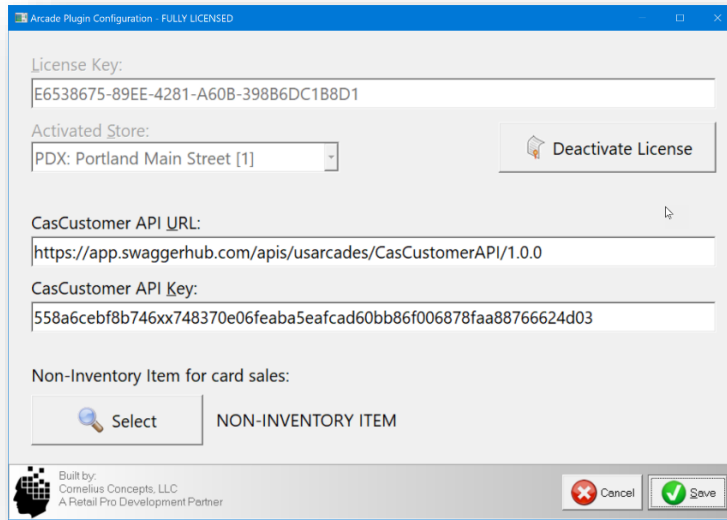 Arcade Plugin Configuration - FULLY LICENSED
License Key:
E6538675-89EE-4281-A60B-398B6DC1B8D1
Activated Store:
PDX: Portland Main Street [1]
Deactivate License
CasCustomer API URL:
https://app.swaggerhub.com/apis/usarcades/CasCustomerAPI/1.0.0
CasCustomer API Key:
558a6cebf8b746xx748370e06feaba5eafcad60bb86f006878faa88766624d03
Non-Inventory Item for card sales:
Select NON-INVENTORY ITEM
Built by:
Cornelius Concepts, LLC
A Retail Pro Development Partner
Cancel Save